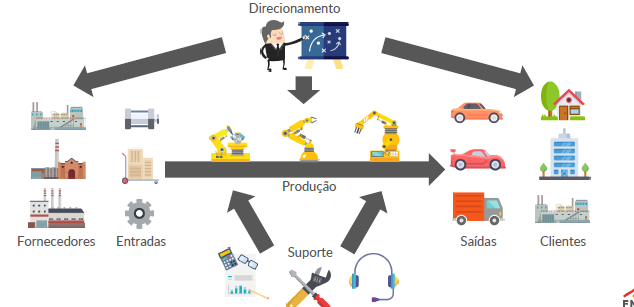 Direcionamento
Produção
Fornecedores
Entradas
Suporte
Saídas
Clientes